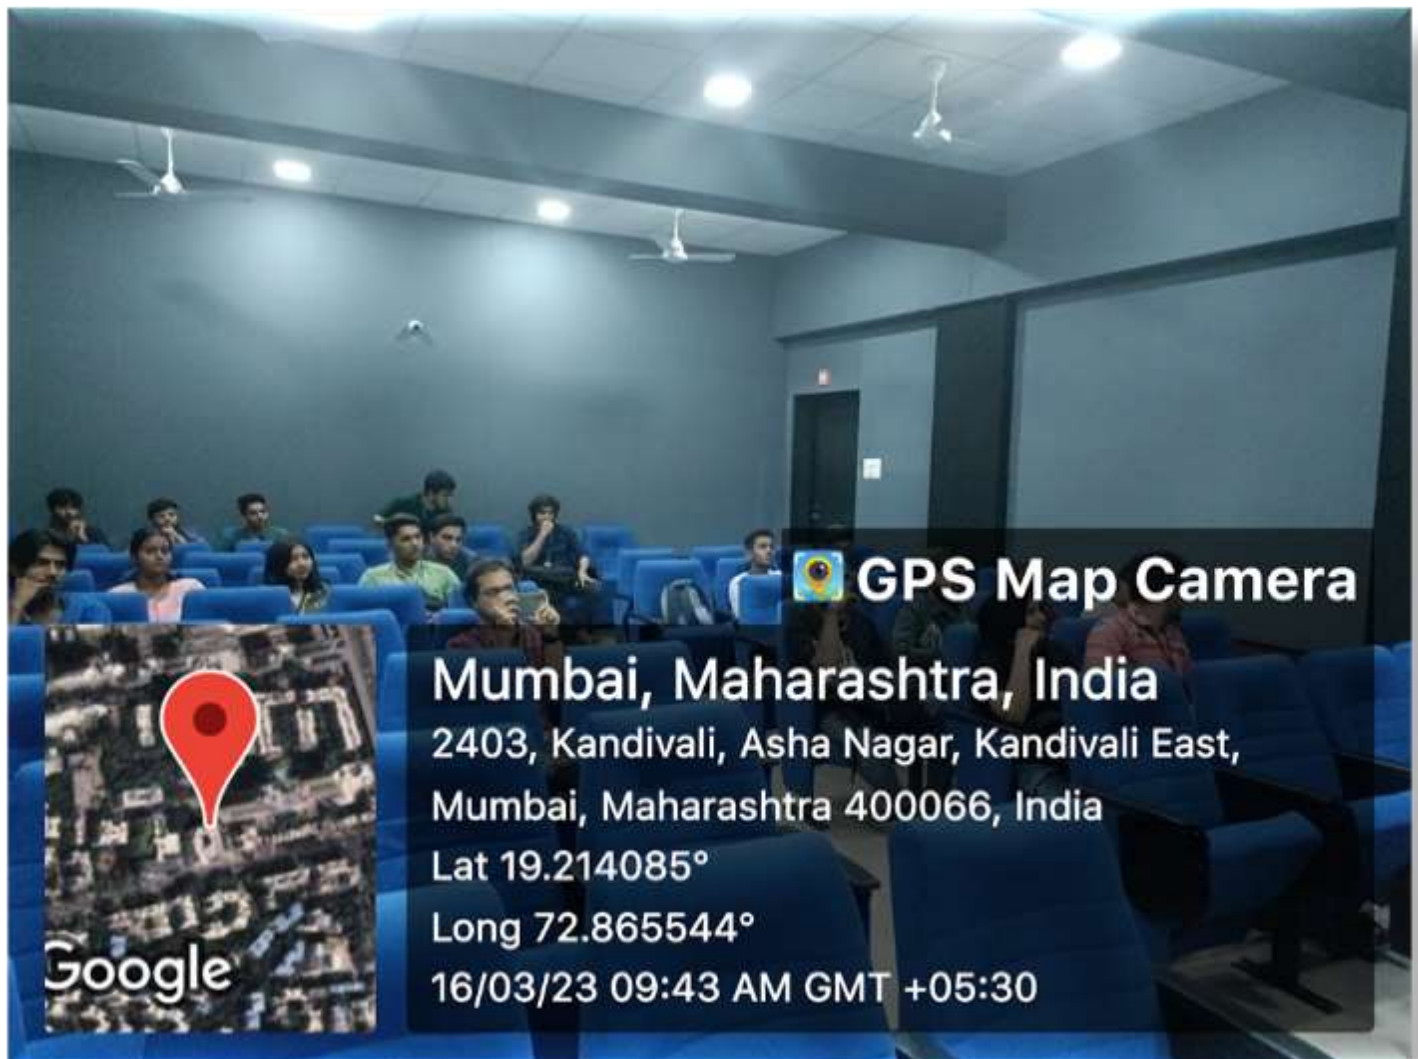 GPS Map Camera
Mumbai, Maharashtra, India
2403, Kandivali, Asha Nagar, Kandivali East,
Mumbai, Maharashtra 400066, India
Lat 19.214085°
Long 72.865544°
16/03/23 09:43 AM GMT +05:30
Google